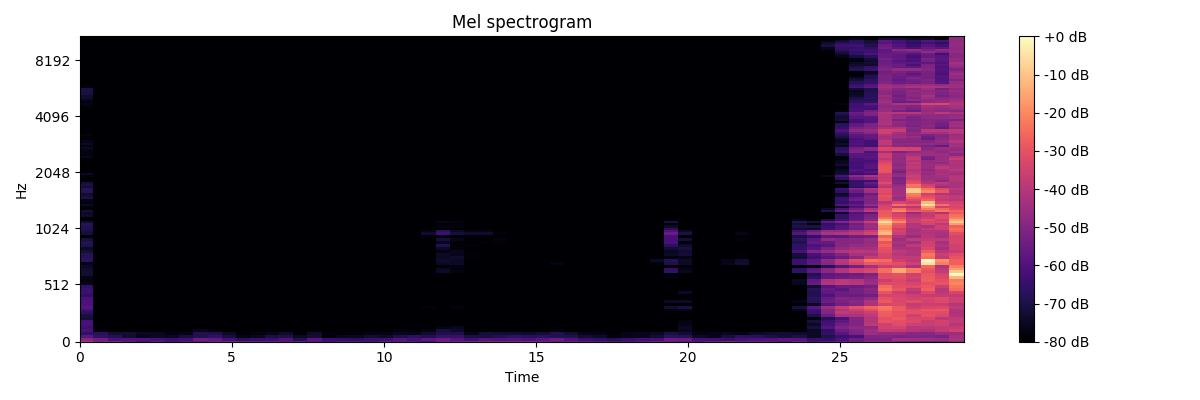 Mel spectrogram
Hz
8192
4096
2048
1024
512
0
0 5 10 15 20 25
Time
+0 dB
-10 dB
-20 dB
-30 dB
-40 dB
-50 dB
-60 dB
-70 dB
-80 dB